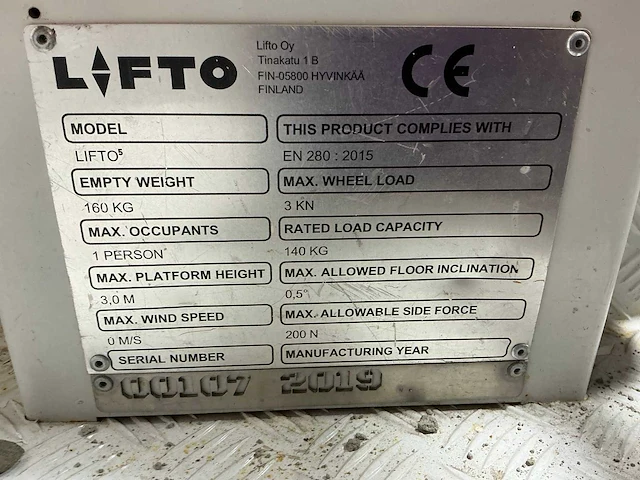 LIFTO
Lifto Oy
Tinakatu 1 B
FIN-05800 HYVINKÄÄ
FINLAND
CE
MODEL
THIS PRODUCT COMPLIES WITH
LIFTO⁵
EN 280 : 2015
EMPTY WEIGHT
MAX. WHEEL LOAD
160 KG
3 KN
MAX. OCCUPANTS
RATED LOAD CAPACITY
1 PERSON
140 KG
MAX. PLATFORM HEIGHT
MAX. ALLOWED FLOOR INCLINATION
3,0 M
0,5°
MAX. WIND SPEED
MAX. ALLOWABLE SIDE FORCE
0 M/S
200 N
SERIAL NUMBER
MANUFACTURING YEAR
00107
2019